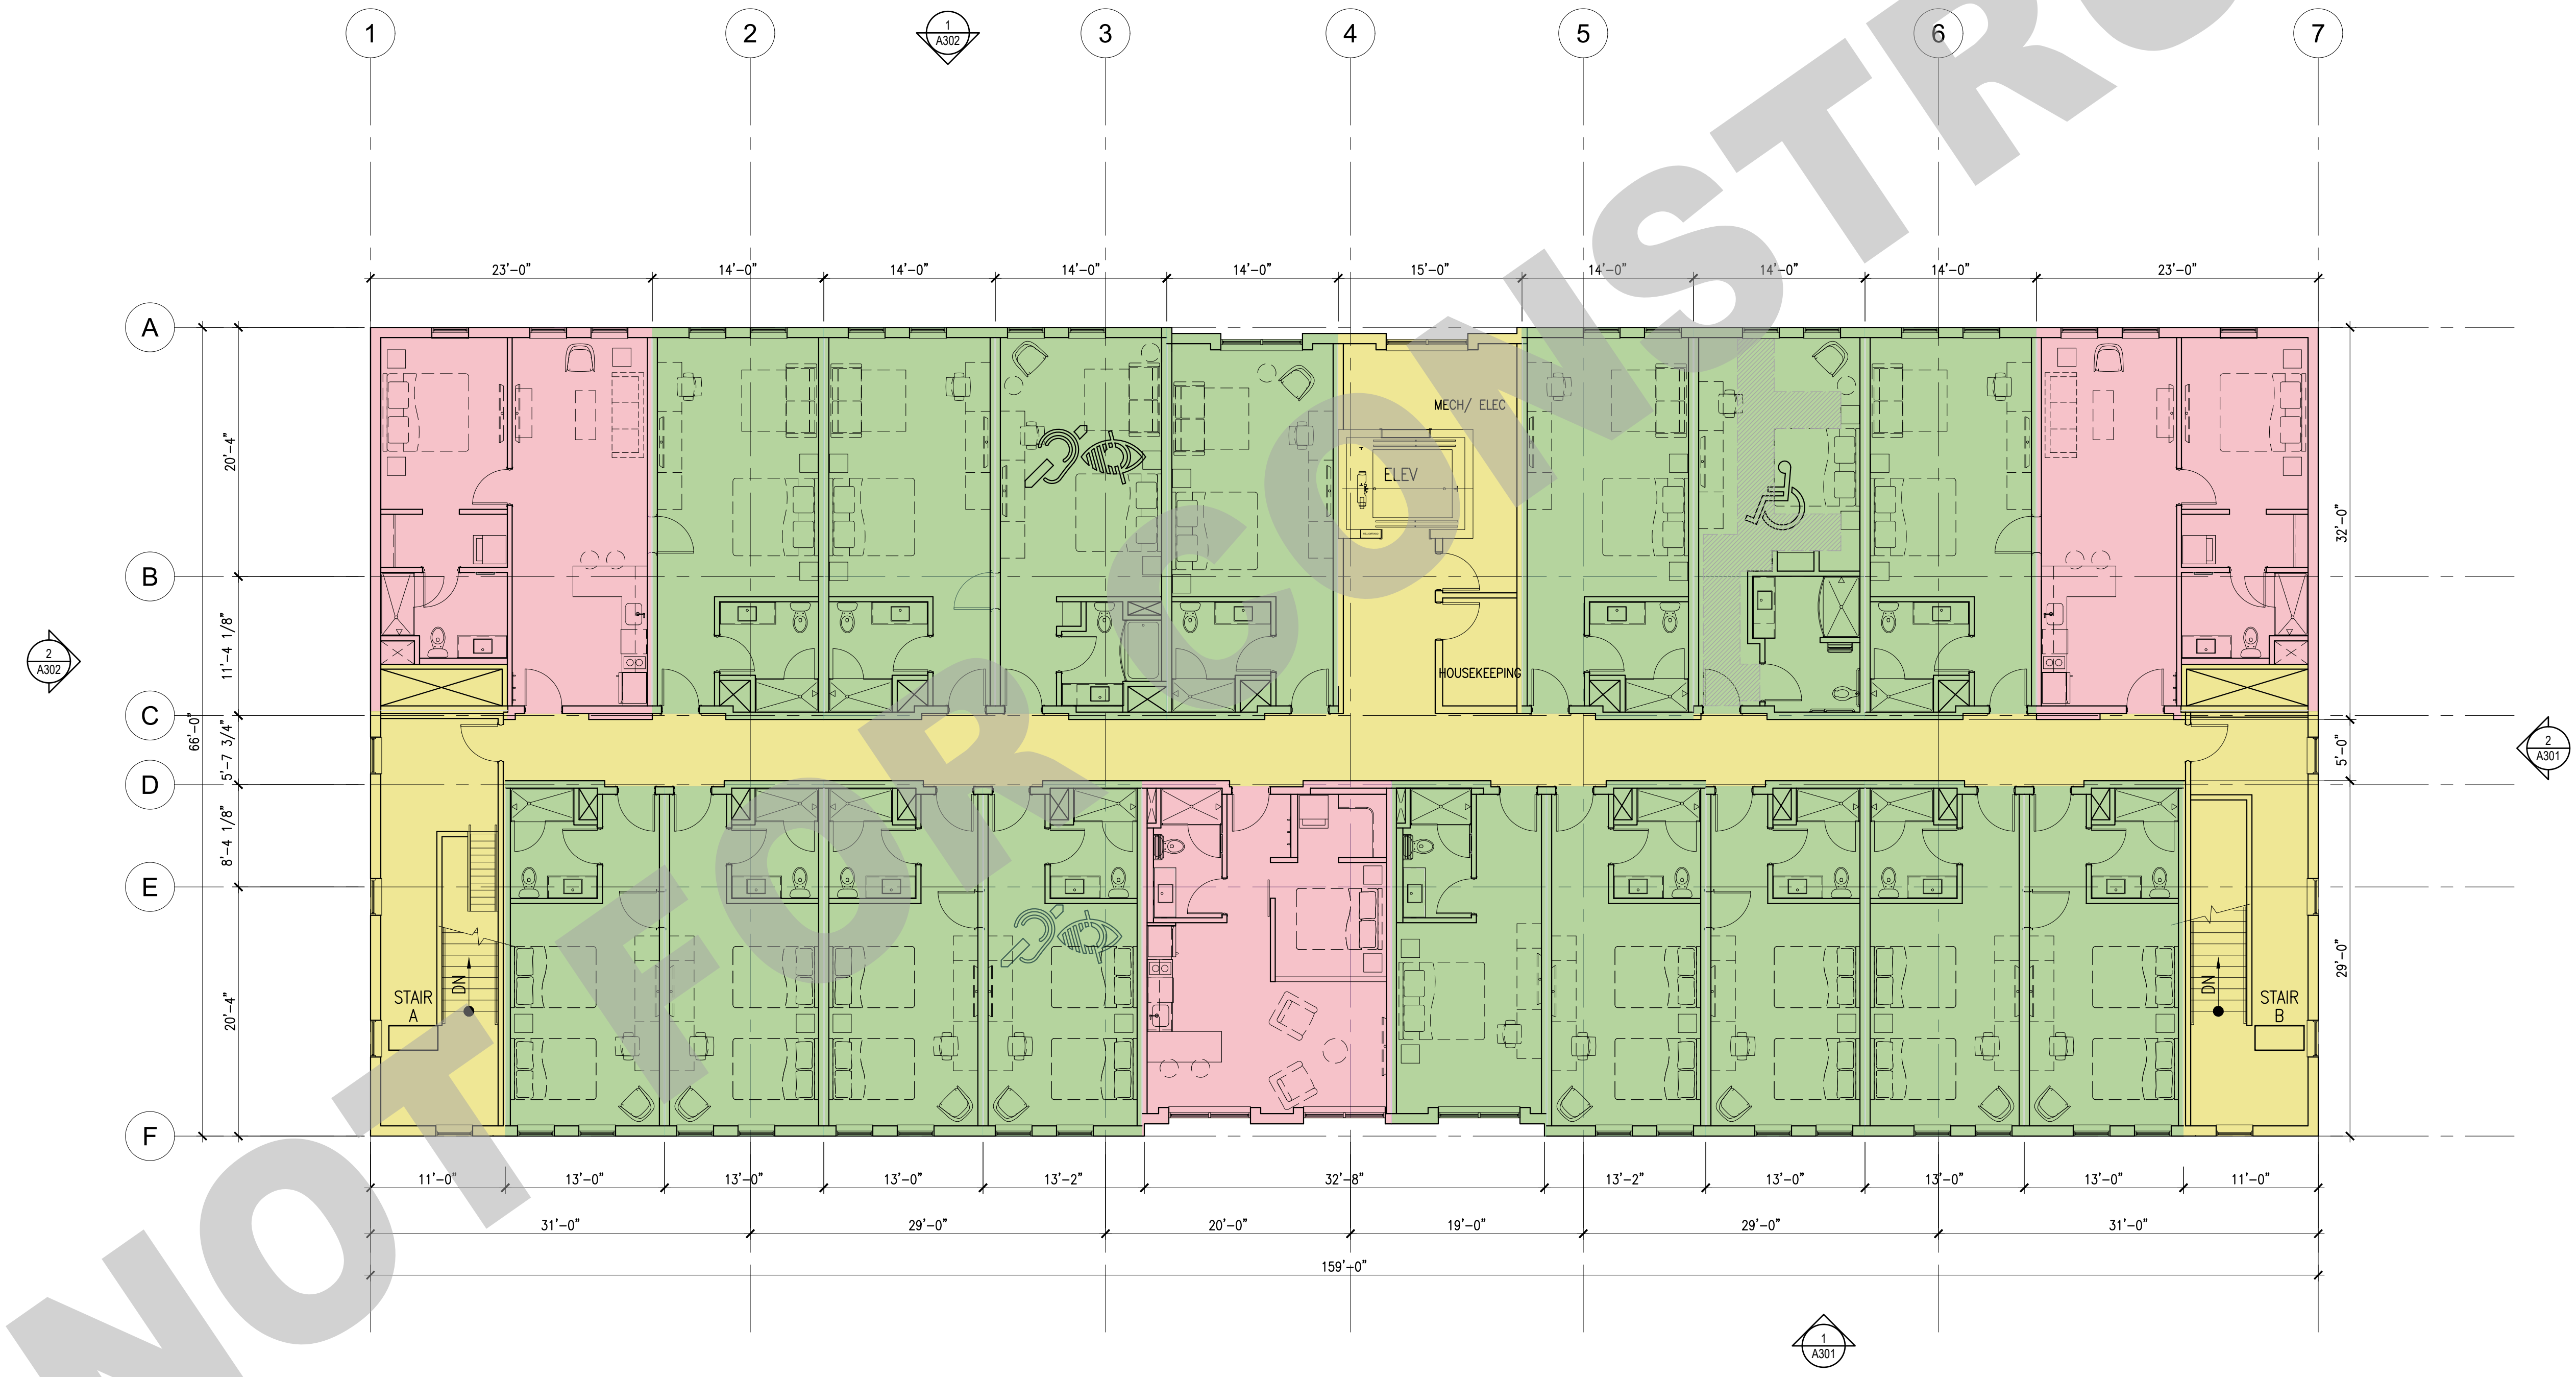 1 2 3 4 5 6 7
1
A302
23'-0" 14'-0" 14'-0" 14'-0" 14'-0" 15'-0" 14'-0" 14'-0" 14'-0" 23'-0"
A
MECH/ ELEC
ELEV
20'-4"
32'-0"
B
11'-4 1/8"
2
A302
HOUSEKEEPING
C
66'-0"
5'-7 3/4"
5'-0"
2
A301
D
8'-4 1/8"
E
29'-0"
20'-4"
DN
STAIR
A
DN
STAIR
B
F
11'-0" 13'-0" 13'-0" 13'-0" 13'-2" 32'-8" 13'-2" 13'-0" 13'-0" 13'-0" 11'-0"
31'-0" 29'-0" 20'-0" 19'-0" 29'-0" 31'-0"
159'-0"
1
A301
NOT FOR CONSTRU